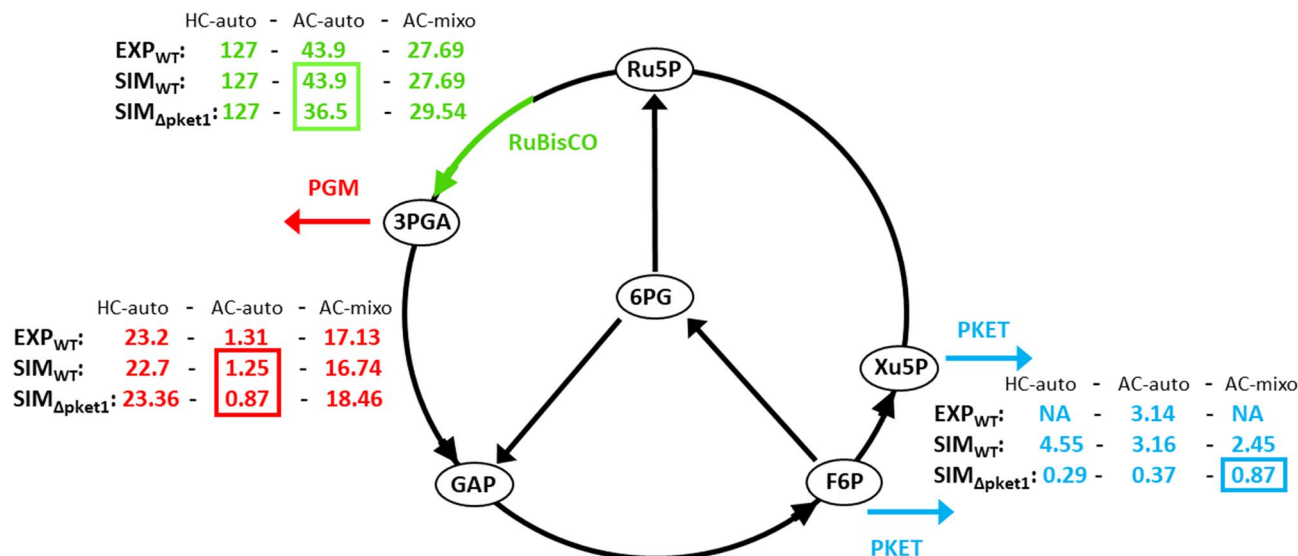 HC-auto - AC-auto - AC-mixo
EXPWT: 127 - 43.9 - 27.69
SIMWT: 127 - 43.9 - 27.69
SIMΔpket1: 127 - 36.5 - 29.54
Ru5P
RuBisCO
PGM
3PGA
6PG
HC-auto - AC-auto - AC-mixo
EXPWT: 23.2 - 1.31 - 17.13
SIMWT: 22.7 - 1.25 - 16.74
SIMΔpket1: 23.36 - 0.87 - 18.46
PKET
Xu5P
HC-auto - AC-auto - AC-mixo
EXPWT: NA - 3.14 - NA
SIMWT: 4.55 - 3.16 - 2.45
SIMΔpket1: 0.29 - 0.37 - 0.87
GAP
F6P
PKET